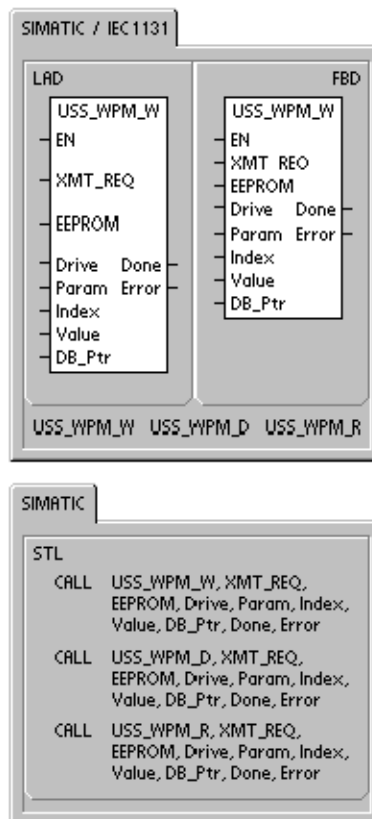 SIMATIC / IEC1131
LAD
USS_WPM_W
EN
XMT_REQ
EEPROM
Drive Done
Param Error
Index
Value
DB_Ptr
FBD
USS_WPM_W
EN
XMT REQ
EEPROM
Drive Done
Param Error
Index
Value
DB_Ptr
USS_WPM_W USS_WPM_D USS_WPM_R
SIMATIC
STL
CALL USS_WPM_W, XMT_REQ,
EEPROM, Drive, Param, Index,
Value, DB_Ptr, Done, Error
CALL USS_WPM_D, XMT_REQ,
EEPROM, Drive, Param, Index,
Value, DB_Ptr, Done, Error
CALL USS_WPM_R, XMT_REQ,
EEPROM, Drive, Param, Index,
Value, DB_Ptr, Done, Error